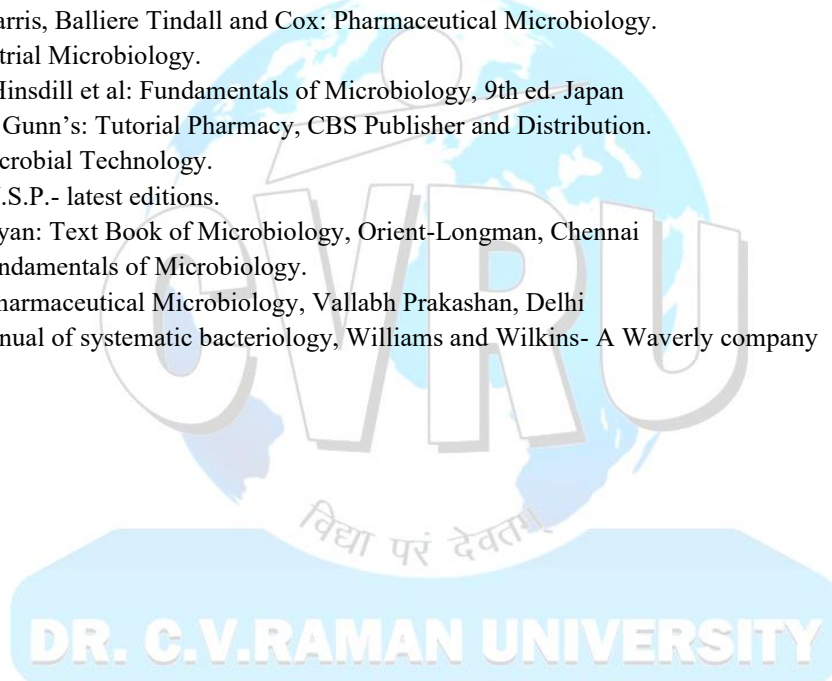 arris, Balliere Tindall and Cox: Pharmaceutical Microbiology.
trial Microbiology.
Hinsdill et al: Fundamentals of Microbiology, 9th ed. Japan
Gunn’s: Tutorial Pharmacy, CBS Publisher and Distribution.
crobial Technology.
.S.P.- latest editions.
yan: Text Book of Microbiology, Orient-Longman, Chennai
ndamentals of Microbiology.
harmaceutical Microbiology, Vallabh Prakashan, Delhi
nual of systematic bacteriology, Williams and Wilkins- A Waverly company
CVRU
विद्या परं देवतम्
DR. C.V.RAMAN UNIVERSITY